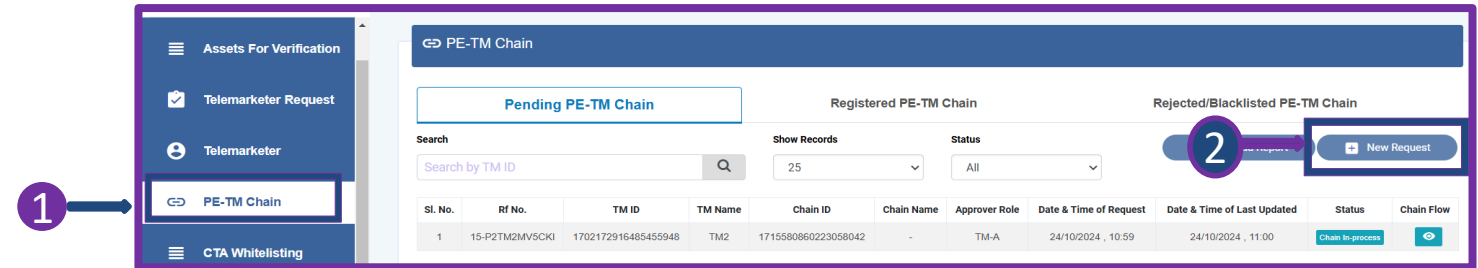 Assets For Verification
Telemarketer Request
Telemarketer
PE-TM Chain
CTA Whitelisting
1
PE-TM Chain
Pending PE-TM Chain Registered PE-TM Chain Rejected/Blacklisted PE-TM Chain
Search Show Records Status
Search by TM ID 25 All 2 Report New Request
Sl. No. Rf No. TM ID TM Name Chain ID Chain Name Approver Role Date & Time of Request Date & Time of Last Updated Status Chain Flow
1 15-P2TM2MV5CKI 1702172916485455948 TM2 1715580860223058042 - TM-A 24/10/2024 , 10:59 24/10/2024 , 11:00 Chain In-process